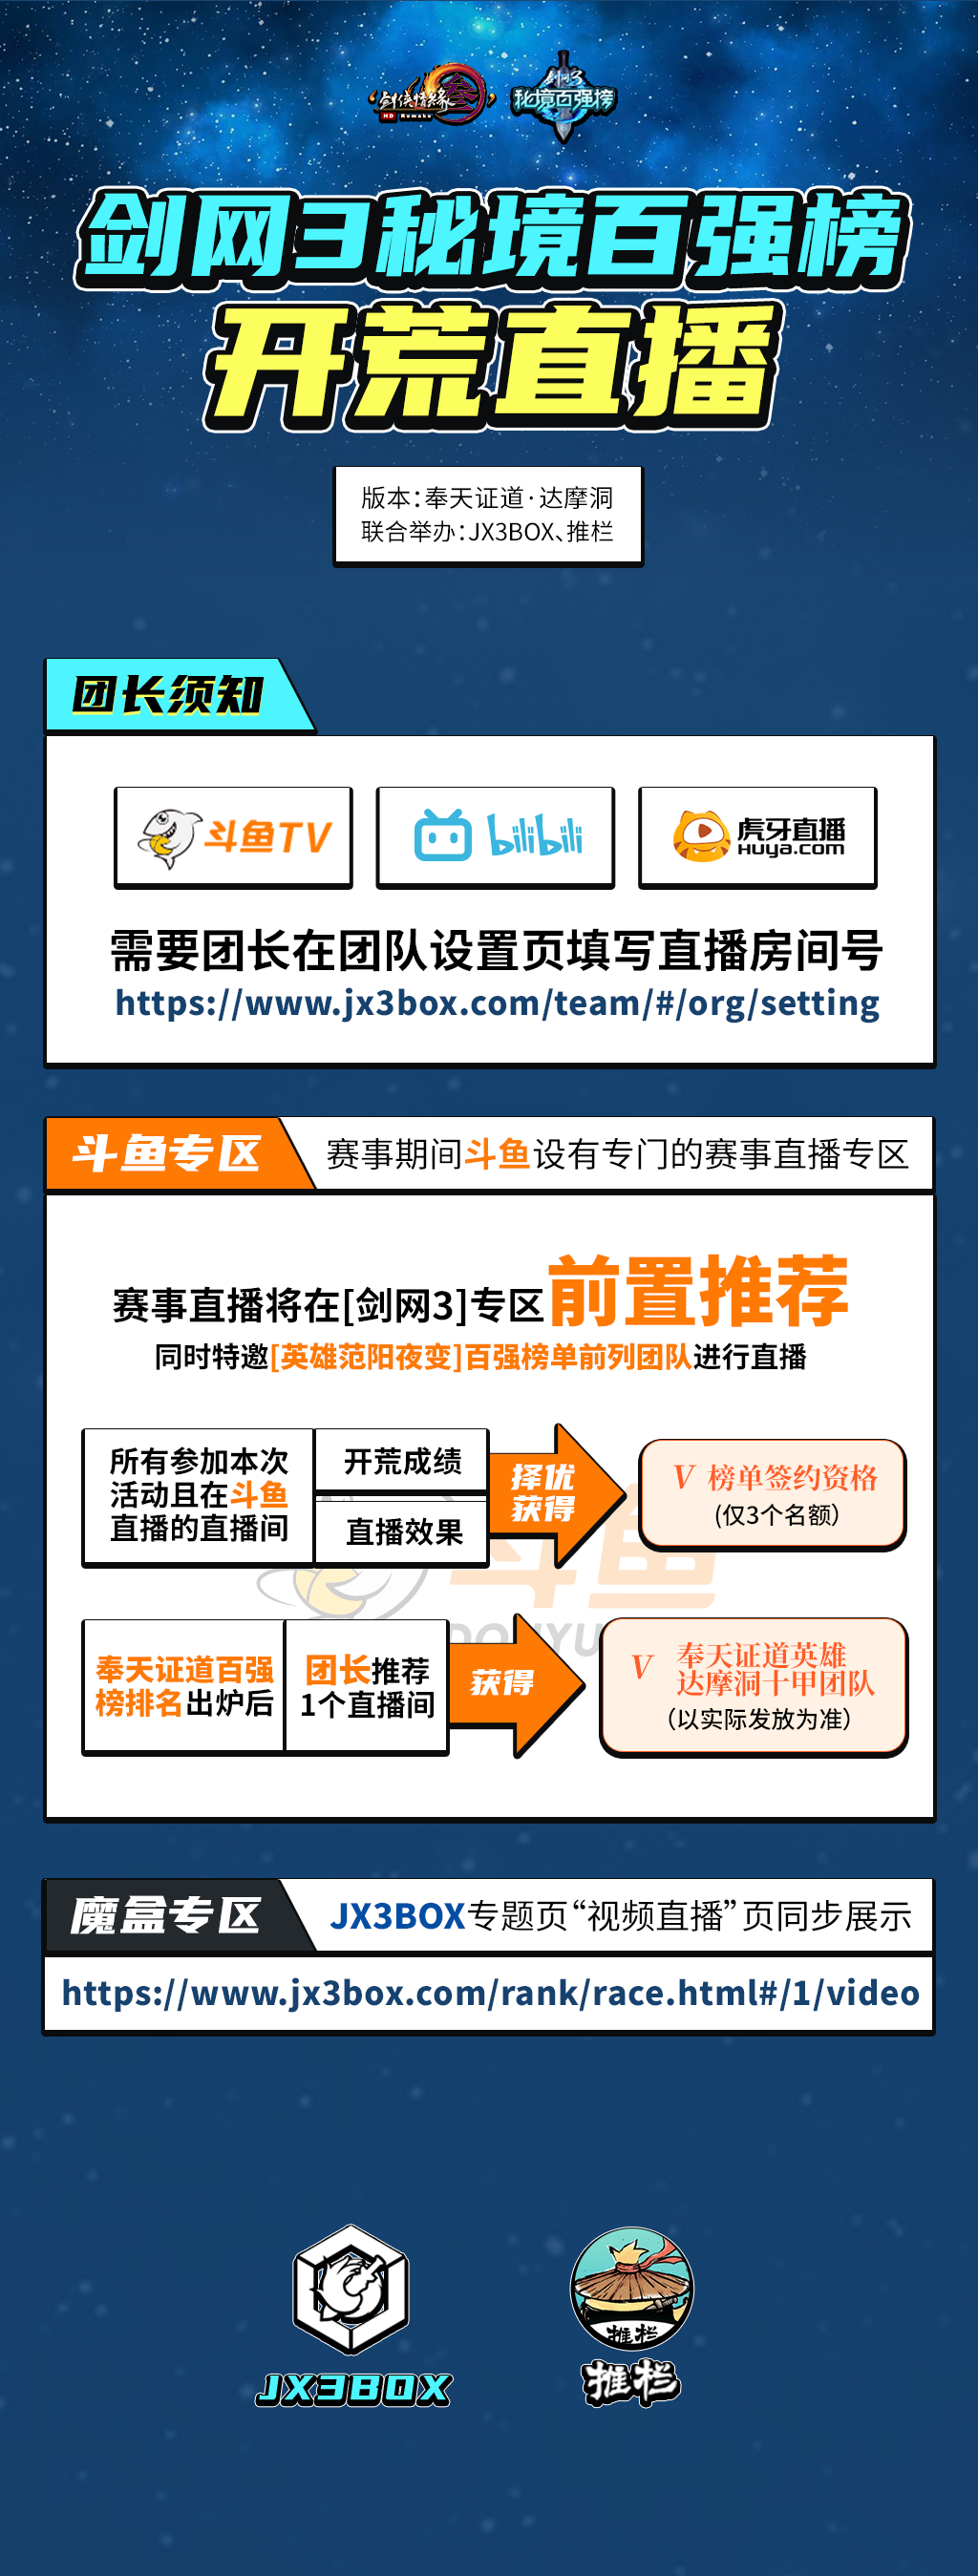 剑侠情缘叁
HD Remake
剑网3
秘境百强榜
剑网3秘境百强榜
开荒直播
版本：奉天证道·达摩洞
联合举办：JX3BOX、推栏
团长须知
斗鱼TV
bilibili
虎牙直播
HUYA.COM
需要团长在团队设置页填写直播房间号
https://www.jx3box.com/team/#/org/setting
斗鱼专区
赛事期间斗鱼设有专门的赛事直播专区
赛事直播将在[剑网3]专区前置推荐
同时特邀[英雄范阳夜变]百强榜单前列团队进行直播
所有参加本次
活动且在斗鱼
直播的直播间
开荒成绩
直播效果
择优
获得
V 榜单签约资格
(仅3个名额)
斗鱼
DOUYU
奉天证道百强
榜排名出炉后
团长推荐
1个直播间
获得
V 奉天证道英雄
达摩洞十甲团队
(以实际发放为准)
魔盒专区
JX3BOX专题页“视频直播”页同步展示
https://www.jx3box.com/rank/race.html#/1/video
推栏
JX3BOX
推栏